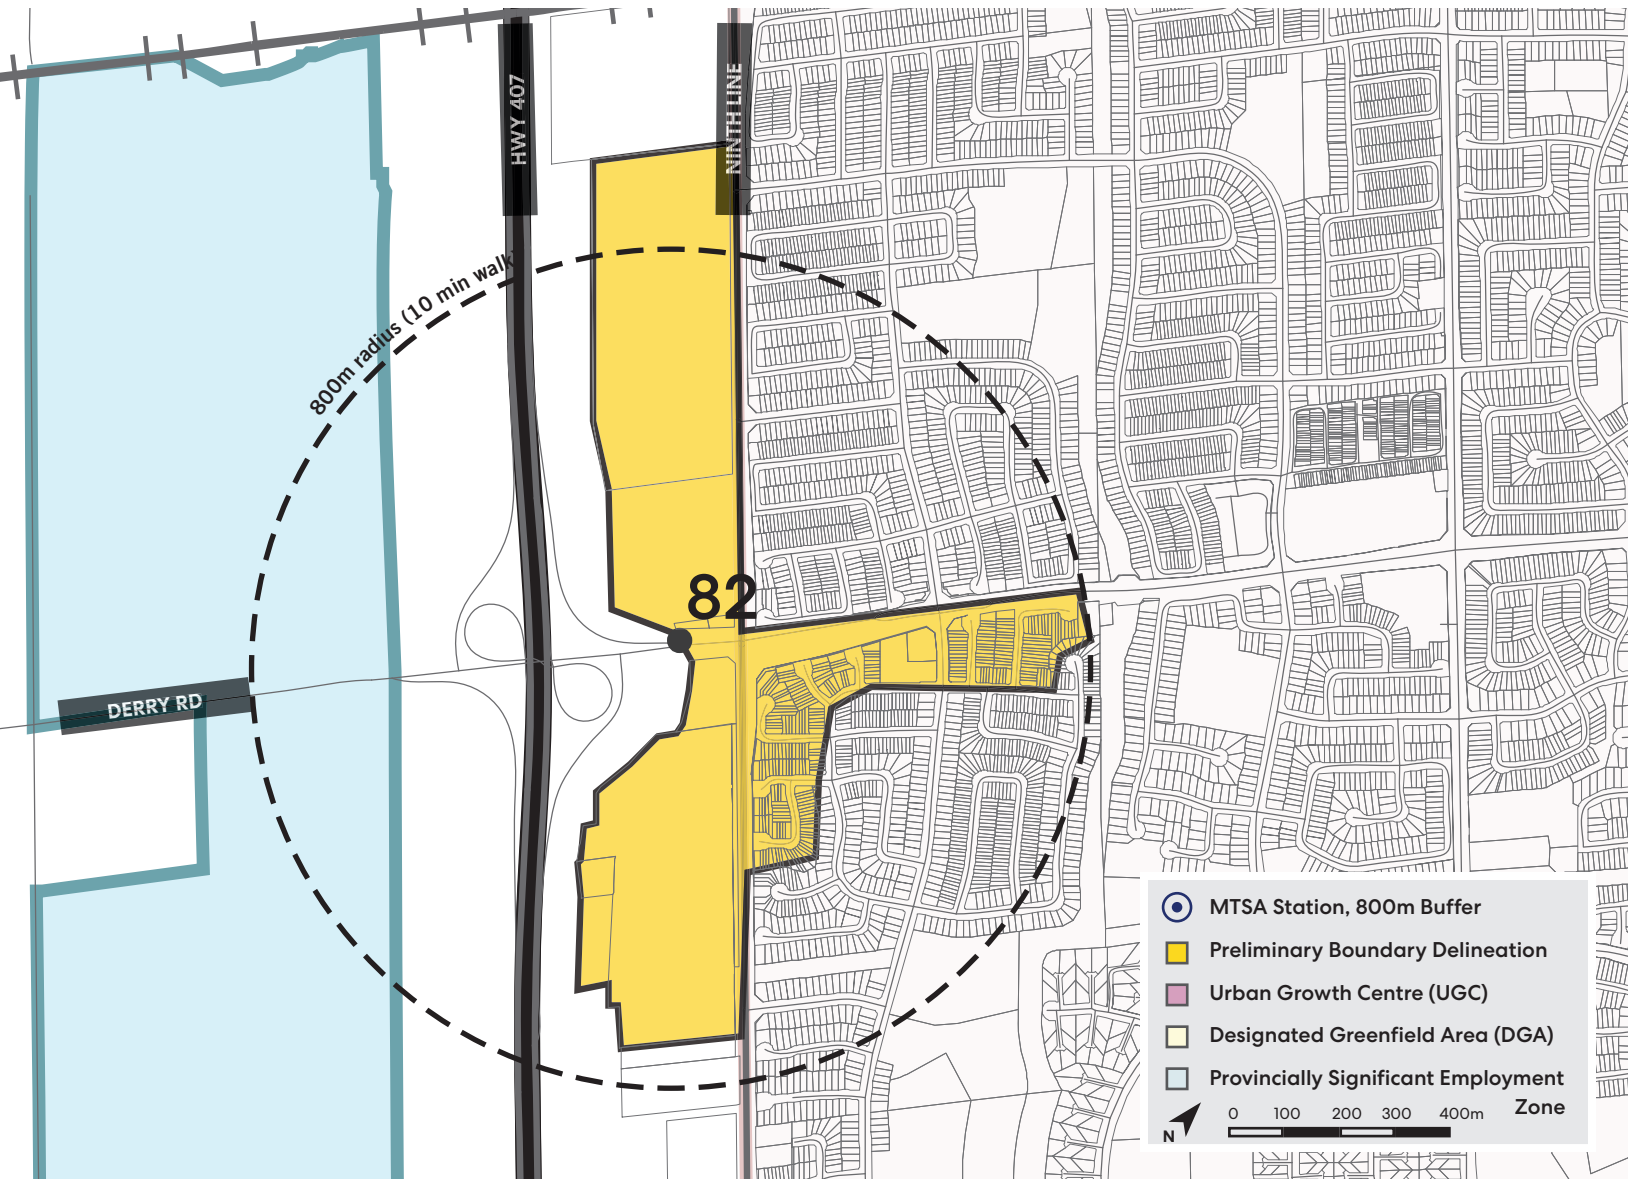 HWY 407
NINTH LINE
800m radius (10 min walk)
82
DERRY RD
MTSA Station, 800m Buffer
Preliminary Boundary Delineation
Urban Growth Centre (UGC)
Designated Greenfield Area (DGA)
Provincially Significant Employment
Zone
0 100 200 300 400m
N